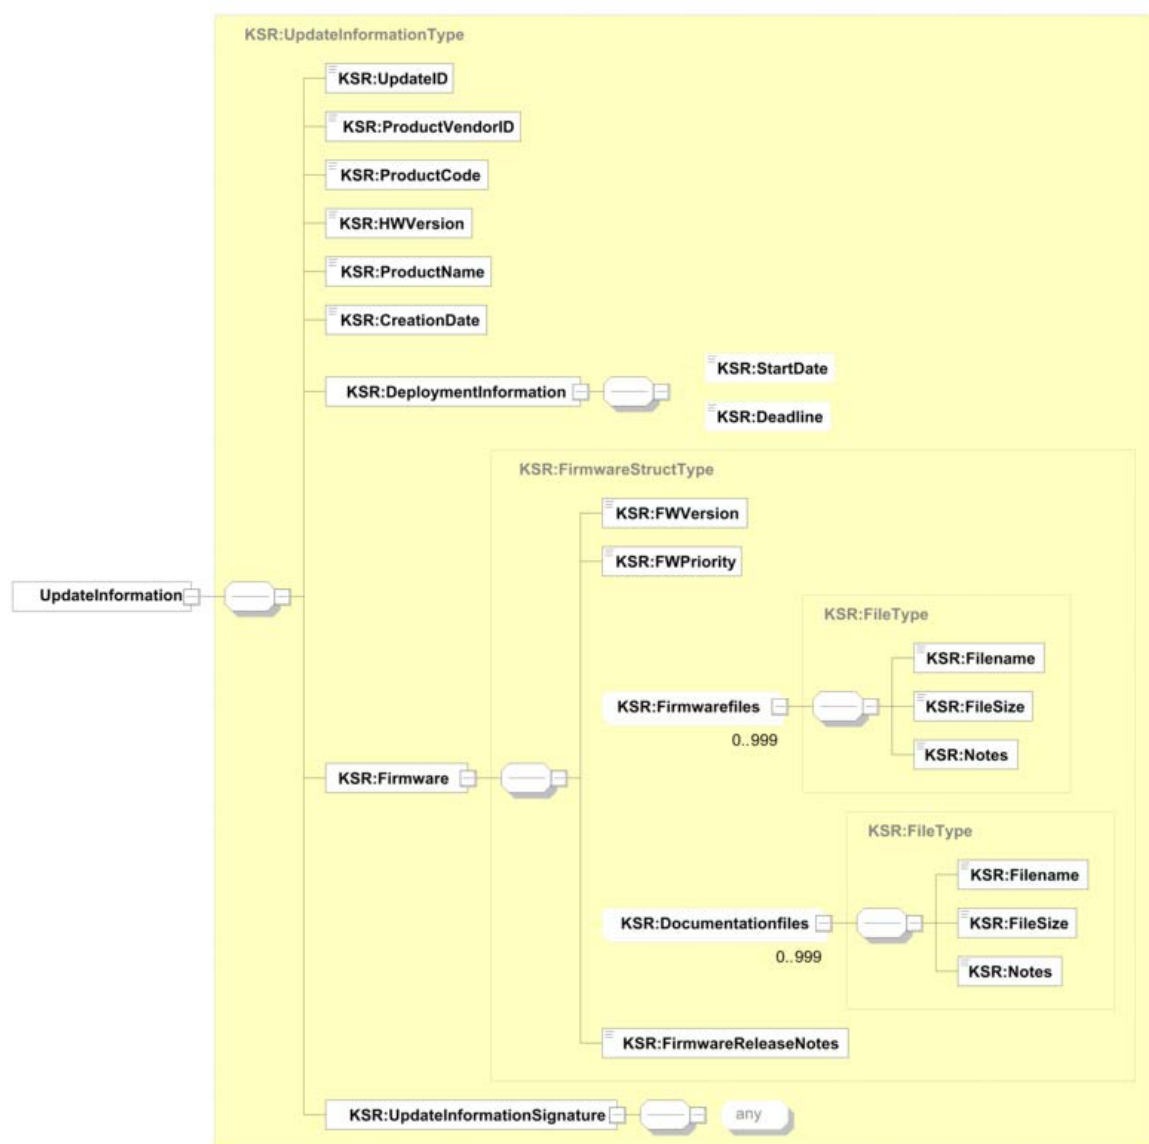 KSR:UpdateInformationType
KSR:UpdateID
KSR:ProductVendorID
KSR:ProductCode
KSR:HWVersion
KSR:ProductName
KSR:CreationDate
KSR:DeploymentInformation
KSR:StartDate
KSR:Deadline
KSR:FirmwareStructType
KSR:FWVersion
KSR:FWPriority
UpdateInformation
KSR:FileType
KSR:Filename
KSR:Firmwarefiles
KSR:FileSize
0..999
KSR:Notes
KSR:Firmware
KSR:FileType
KSR:Filename
KSR:Documentationfiles
KSR:FileSize
0..999
KSR:Notes
KSR:FirmwareReleaseNotes
KSR:UpdateInformationSignature
any